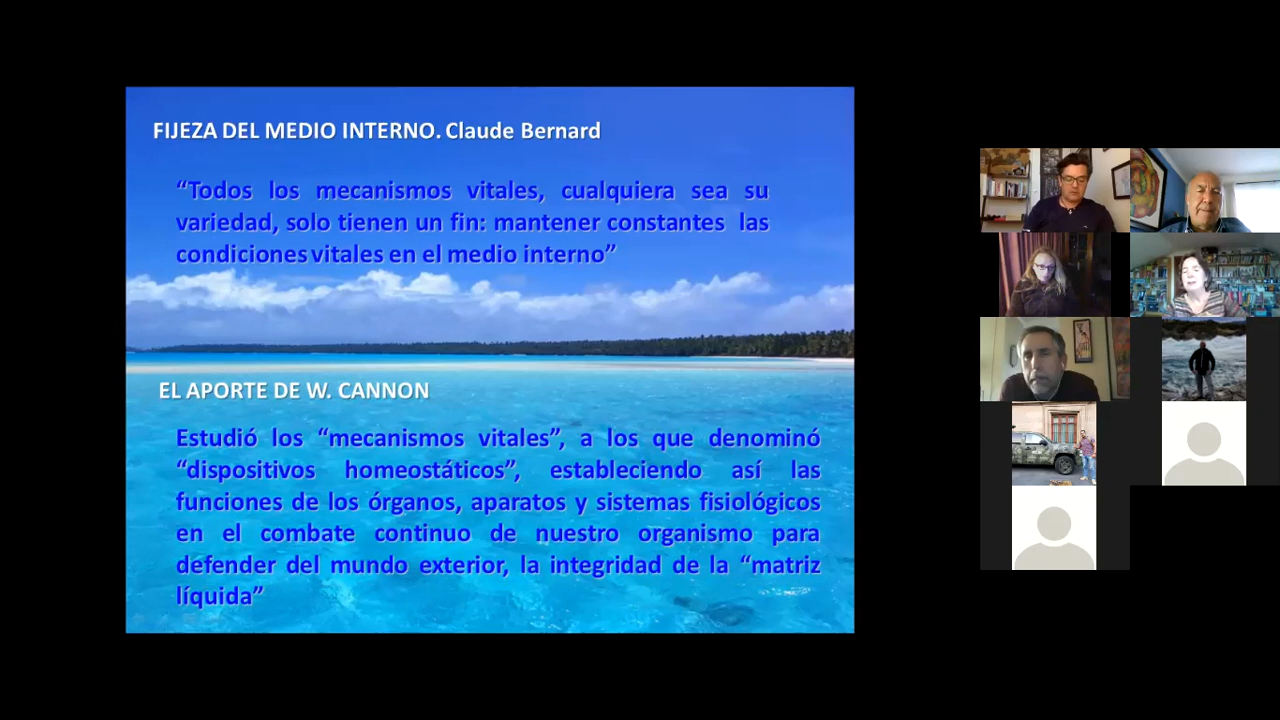 FIJEZA DEL MEDIO INTERNO. Claude Bernard
“Todos los mecanismos vitales, cualquiera sea su
variedad, solo tienen un fin: mantener constantes las
condiciones vitales en el medio interno”
EL APORTE DE W. CANNON
Estudió los “mecanismos vitales”, a los que denominó
“dispositivos homeostáticos”, estableciendo así las
funciones de los órganos, aparatos y sistemas fisiológicos
en el combate continuo de nuestro organismo para
defender del mundo exterior, la integridad de la “matriz
líquida”